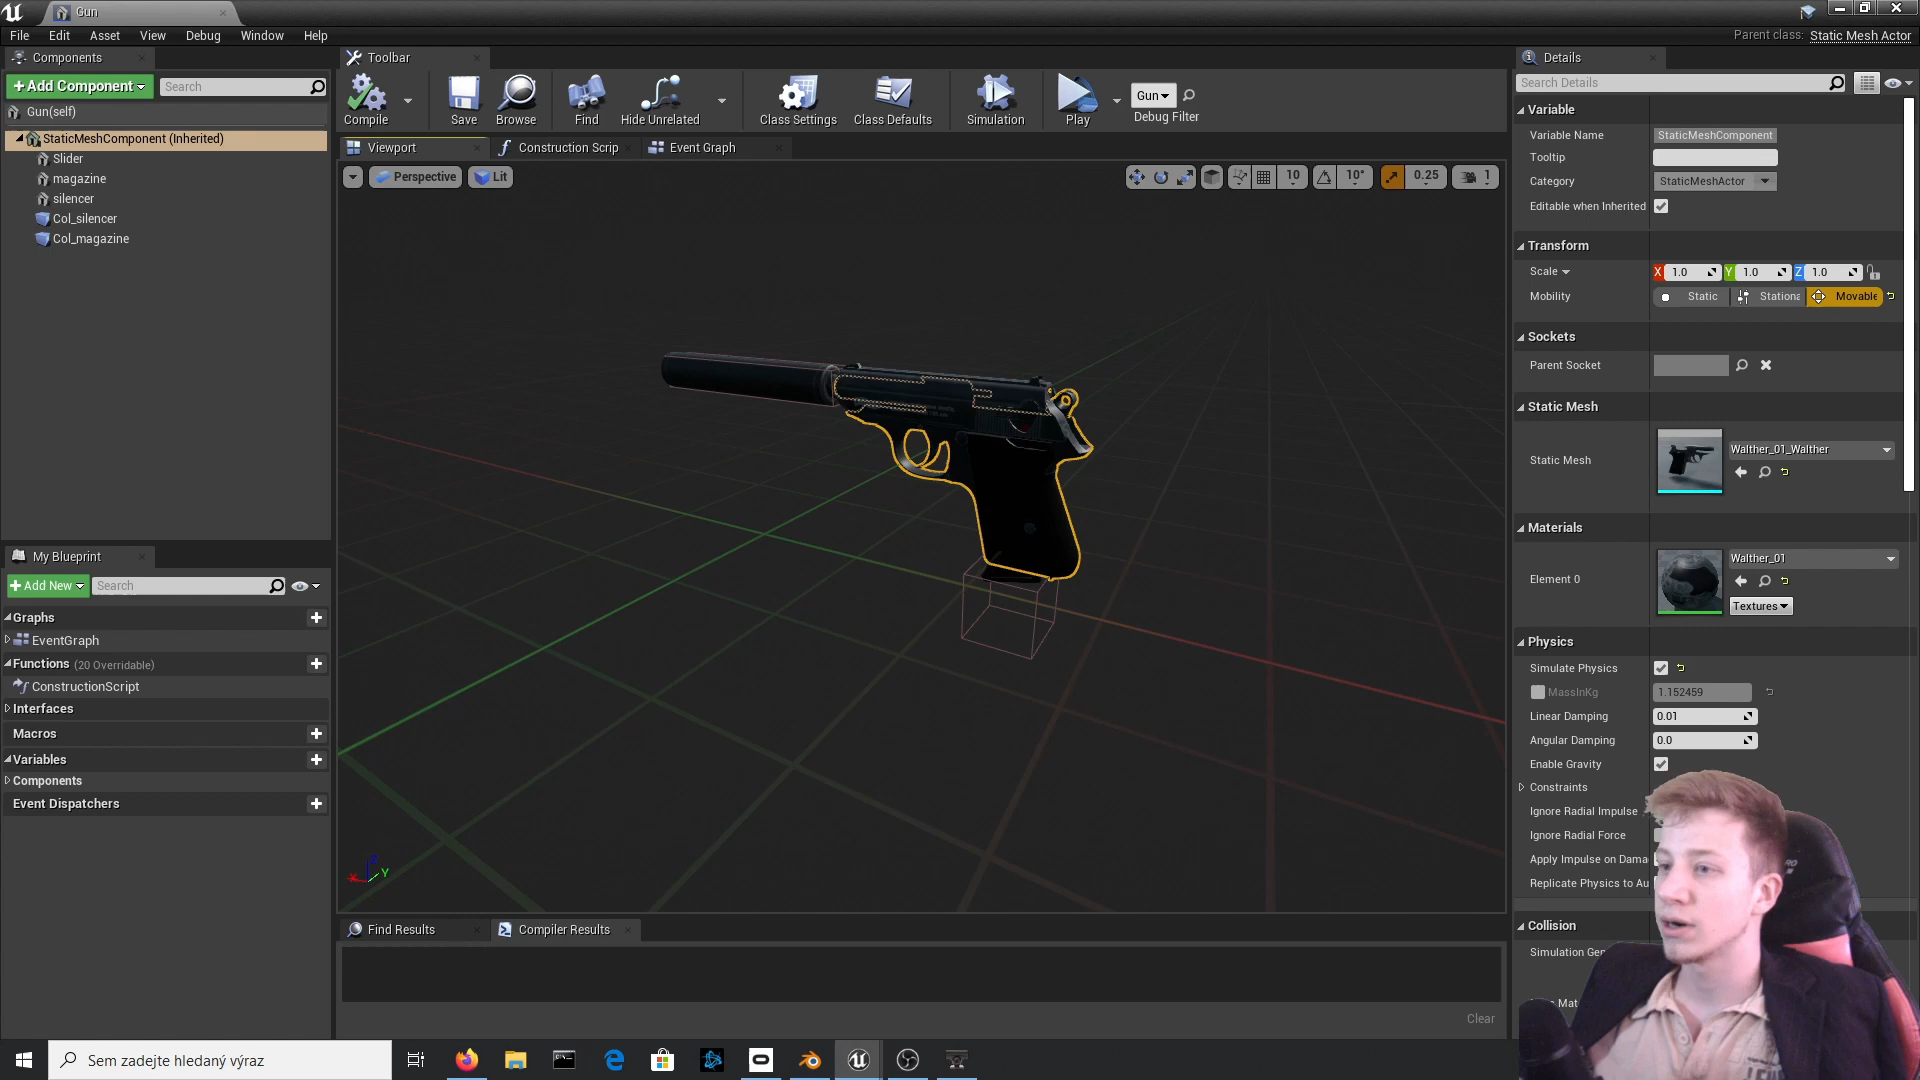 Gun
File Edit Asset View Debug Window Help
Parent class: Static Mesh Actor
Components
+ Add Component
Search
Gun(self)
StaticMeshComponent (Inherited)
Slider
magazine
silencer
Col_silencer
Col_magazine
My Blueprint
+ Add New
Search
Graphs
EventGraph
Functions (20 Overridable)
ConstructionScript
Interfaces
Macros
Variables
Components
Event Dispatchers
Toolbar
Compile
Save
Browse
Find
Hide Unrelated
Class Settings
Class Defaults
Simulation
Play
Gun
Debug Filter
Viewport
Construction Scrip
Event Graph
Perspective
Lit
10
10°
0.25
1
Z
X
Y
Find Results
Compiler Results
Clear
Details
Search Details
Variable
Variable Name StaticMeshComponent
Tooltip
Category StaticMeshActor
Editable when Inherited
Transform
Scale X 1.0 Y 1.0 Z 1.0
Mobility Static Stationa Movable
Sockets
Parent Socket
Static Mesh
Static Mesh Walther_01_Walther
Materials
Element 0 Walther_01
Textures
Physics
Simulate Physics
MassInKg 1.152459
Linear Damping 0.01
Angular Damping 0.0
Enable Gravity
Constraints
Ignore Radial Impulse
Ignore Radial Force
Apply Impulse on Dama
Replicate Physics to Au
Collision
Simulation Gen
Mat
Sem zadejte hledaný výraz